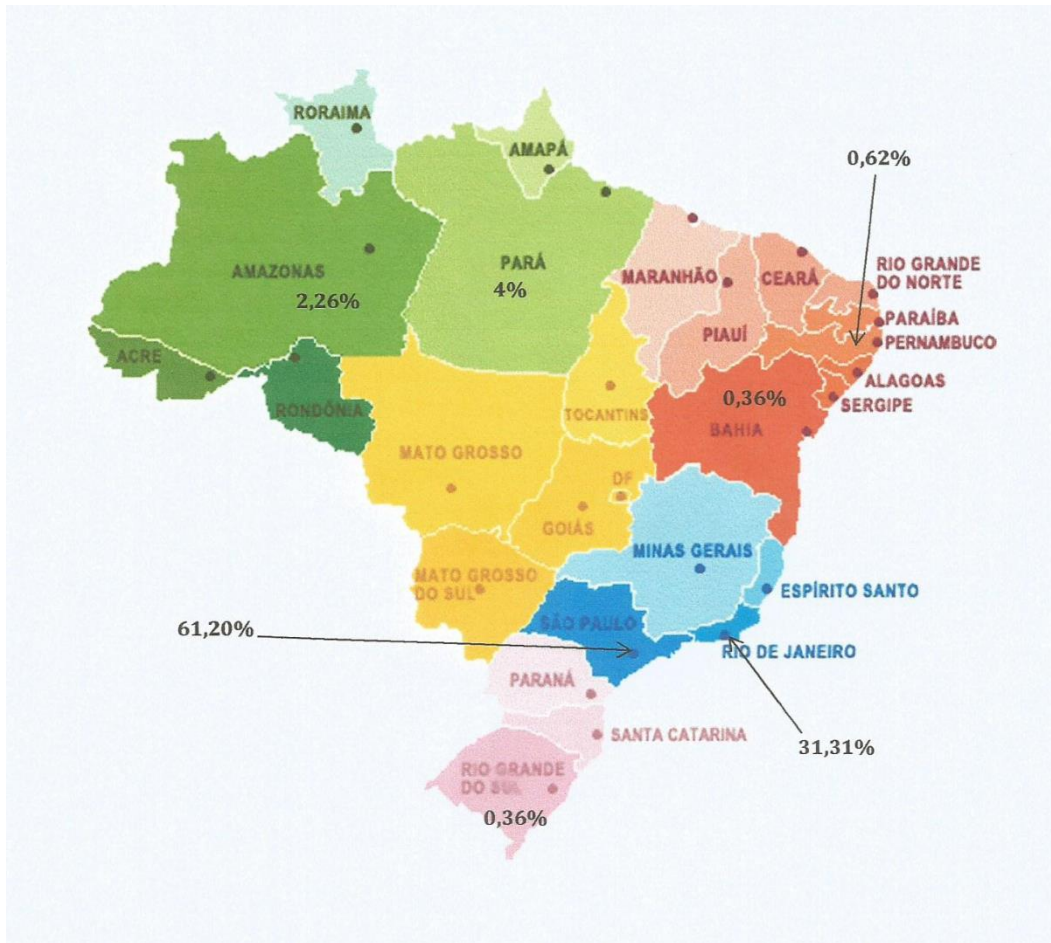 RORAIMA
AMAPÁ
0,62%
AMAZONAS
2,26%
PARÁ
4%
MARANHÃO
CEARÁ
RIO GRANDE
DO NORTE
PARAÍBA
PIAUÍ
PERNAMBUCO
ACRE
ALAGOAS
SERGIPE
RONDÔNIA
TOCANTINS
0,36%
BAHIA
MATO GROSSO
DF
GOIÁS
MINAS GERAIS
MATO GROSSO
DO SUL
ESPÍRITO SANTO
61,20%
SÃO PAULO
RIO DE JANEIRO
PARANÁ
SANTA CATARINA
31,31%
RIO GRANDE
DO SUL
0,36%